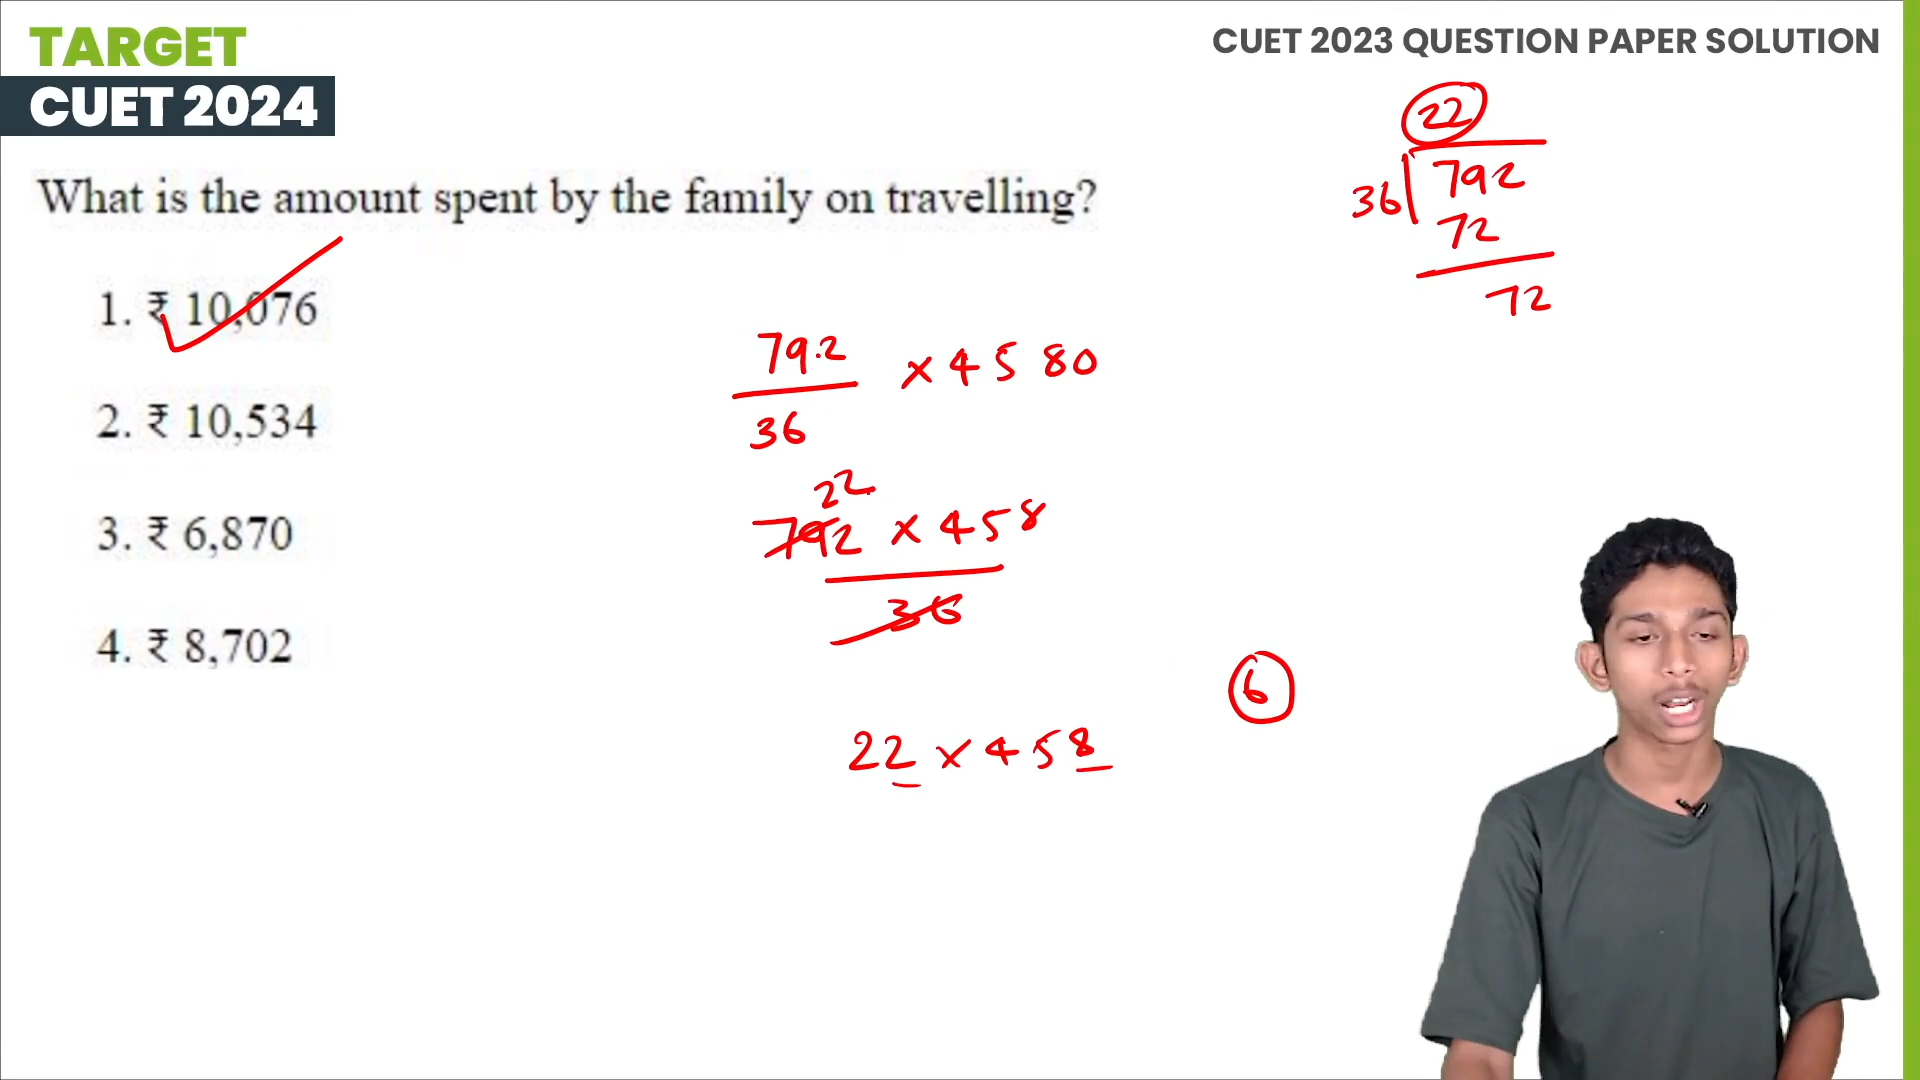 TARGET
CUET 2024
CUET 2023 QUESTION PAPER SOLUTION
What is the amount spent by the family on travelling?
1. ₹ 10,076
2. ₹ 10,534
3. ₹ 6,870
4. ₹ 8,702
79.2 × 4580
36
22
792 × 458
36
22 × 458
6
22
36 792
72
72